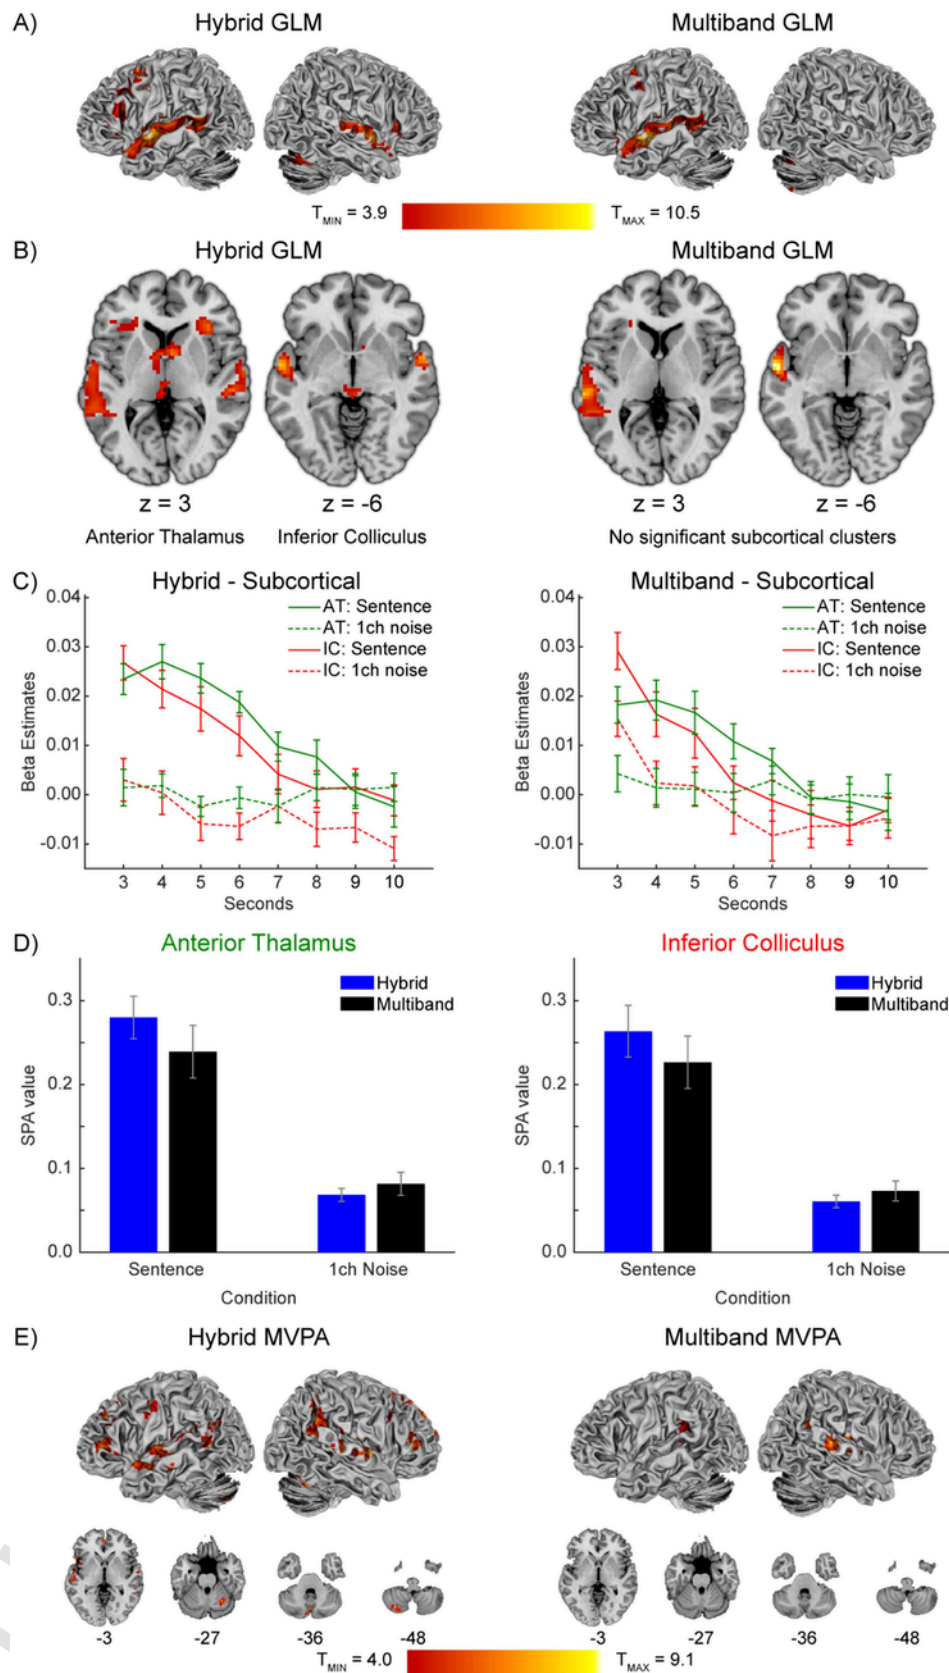 A)
Hybrid GLM
Multiband GLM
T_MIN = 3.9
T_MAX = 10.5
B)
Hybrid GLM
Multiband GLM
z = 3
z = -6
z = 3
z = -6
Anterior Thalamus
Inferior Colliculus
No significant subcortical clusters
C)
Hybrid - Subcortical
0.04
0.03
0.02
0.01
0.00
-0.01
Beta Estimates
AT: Sentence
AT: 1ch noise
IC: Sentence
IC: 1ch noise
3 4 5 6 7 8 9 10
Seconds
Multiband - Subcortical
0.04
0.03
0.02
0.01
0.00
-0.01
Beta Estimates
AT: Sentence
AT: 1ch noise
IC: Sentence
IC: 1ch noise
3 4 5 6 7 8 9 10
Seconds
D)
Anterior Thalamus
0.3
0.2
0.1
0.0
SPA value
Hybrid
Multiband
Sentence 1ch Noise
Condition
Inferior Colliculus
0.3
0.2
0.1
0.0
SPA value
Hybrid
Multiband
Sentence 1ch Noise
Condition
E)
Hybrid MVPA
Multiband MVPA
-3 -27 -36 -48
-3 -27 -36 -48
T_MIN = 4.0
T_MAX = 9.1